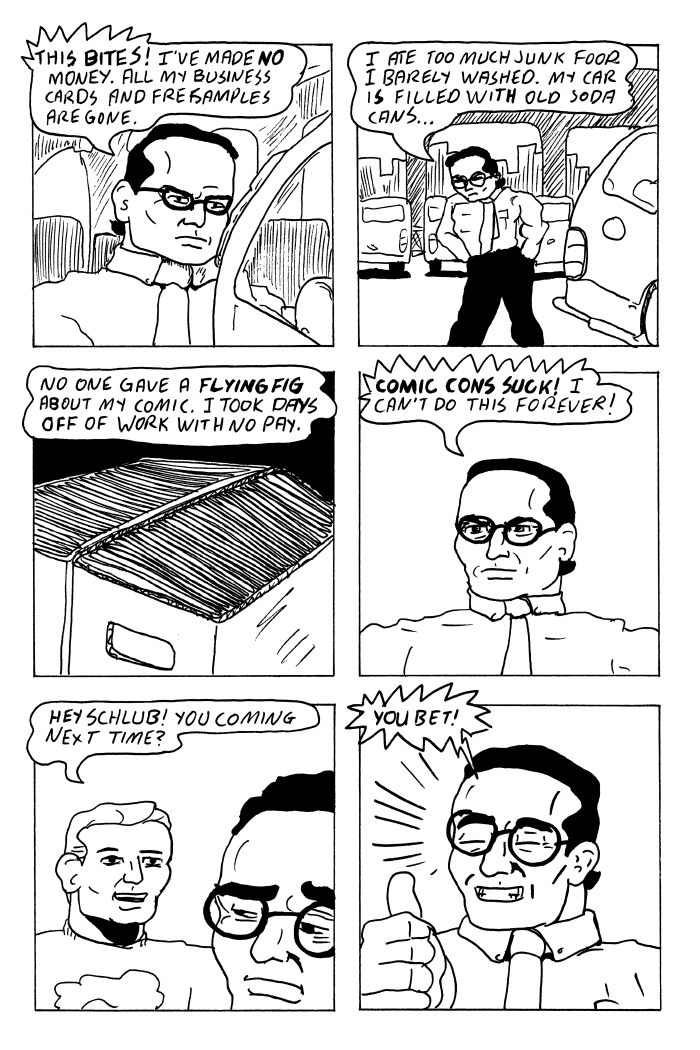 THIS BITES! I'VE MADE NO
MONEY. ALL MY BUSINESS
CARDS AND FREE SAMPLES
ARE GONE.
I ATE TOO MUCH JUNK FOOD
I BARELY WASHED. MY CAR
IS FILLED WITH OLD SODA
CANS...
NO ONE GAVE A FLYING FIG
ABOUT MY COMIC. I TOOK DAYS
OFF OF WORK WITH NO PAY.
COMIC CONS SUCK! I
CAN'T DO THIS FOREVER!
HEY SCHLUB! YOU COMING
NEXT TIME?
YOU BET!